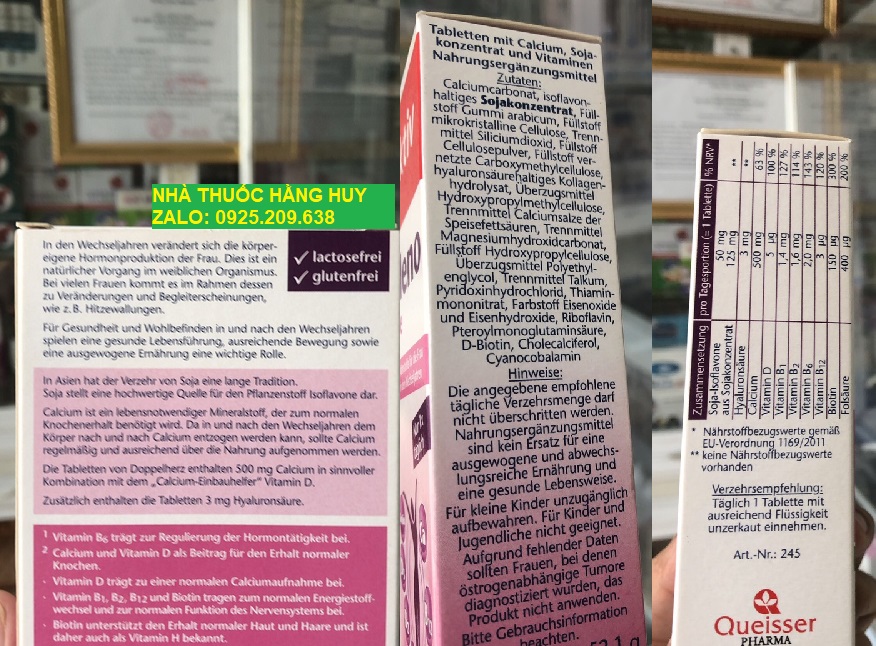 NHÀ THUỐC HẰNG HUY
ZALO: 0925.209.638
In den Wechseljahren verändert sich die körper-
eigene Hormonproduktion der Frau. Dies ist ein
natürlicher Vorgang im weiblichen Organismus.
Bei vielen Frauen kommt es im Rahmen dessen
zu Veränderungen und Begleiterscheinungen,
wie z. B. Hitzewallungen.
✓ lactosefrei
✓ glutenfrei
Für Gesundheit und Wohlbefinden in und nach den Wechseljahren
spielen eine gesunde Lebensführung, ausreichende Bewegung sowie
eine ausgewogene Ernährung eine wichtige Rolle.
In Asien hat der Verzehr von Soja eine lange Tradition.
Soja stellt eine hochwertige Quelle für den Pflanzenstoff Isoflavone dar.
Calcium ist ein lebensnotwendiger Mineralstoff, der zum normalen
Knochenerhalt benötigt wird. Da in und nach den Wechseljahren dem
Körper nach und nach Calcium entzogen werden kann, sollte Calcium
regelmäßig und ausreichend über die Nahrung aufgenommen werden.
Die Tabletten von Doppelherz enthalten 500 mg Calcium in sinnvoller
Kombination mit dem „Calcium-Einbauhelfer" Vitamin D.
Zusätzlich enthalten die Tabletten 3 mg Hyaluronsäure.
1 Vitamin B6 trägt zur Regulierung der Hormontätigkeit bei.
2 Calcium und Vitamin D als Beitrag für den Erhalt normaler
Knochen.
· Vitamin D trägt zu einer normalen Calciumaufnahme bei.
· Vitamin B1, B2, B12 und Biotin tragen zum normalen Energiestoff-
wechsel und zur normalen Funktion des Nervensystems bei.
· Biotin unterstützt den Erhalt normaler Haut und Haare und ist
daher auch als Vitamin H bekannt.
Tabletten mit Calcium, Soja-
konzentrat und Vitaminen
Nahrungsergänzungsmittel
Zutaten:
Calciumcarbonat, isoflavon-
haltiges Sojakonzentrat, Füll-
stoff Gummi arabicum, Füllstoff
mikrokristalline Cellulose, Trenn-
mittel Siliciumdioxid, Füllstoff
Cellulosepulver, Füllstoff ver-
netzte Carboxymethylcellulose,
hyaluronsäurehaltiges Kollagen-
hydrolysat, Überzugsmittel
Hydroxypropylmethylcellulose,
Trennmittel Calciumsalze der
Speisefettsäuren, Trennmittel
Magnesiumhydroxidcarbonat,
Füllstoff Hydroxypropylcellulose,
Überzugsmittel Polyethyl-
englycol, Trennmittel Talkum,
Pyridoxinhydrochlorid, Thiamin-
mononitrat, Farbstoff Eisenoxide
und Eisenhydroxide, Riboflavin,
Pteroylmonoglutaminsäure,
D-Biotin, Cholecalciferol,
Cyanocobalamin
Hinweise:
Die angegebene empfohlene
tägliche Verzehrsmenge darf
nicht überschritten werden.
Nahrungsergänzungsmittel
sind kein Ersatz für eine
ausgewogene und abwechs-
lungsreiche Ernährung und
eine gesunde Lebensweise.
Für kleine Kinder unzugänglich
aufbewahren. Für Kinder und
Jugendliche nicht geeignet.
Aufgrund fehlender Daten
sollten Frauen, bei denen
östrogenabhängige Tumore
diagnostiziert wurden, das
Produkt nicht anwenden.
Bitte Gebrauchsinformation
beachten.
Zusammensetzung pro Tagesportion (= 1 Tablette) % NRV*
Soja-Isoflavone 50 mg **
aus Sojakonzentrat 125 mg
Hyaluronsäure 3 mg **
Calcium 500 mg 63 %
Vitamin D 5 µg 100 %
Vitamin B1 1,4 mg 127 %
Vitamin B2 1,6 mg 114 %
Vitamin B6 2,0 mg 143 %
Vitamin B12 3 µg 120 %
Biotin 150 µg 300 %
Folsäure 400 µg 200 %
* Nährstoffbezugswerte gemäß
EU-Verordnung 1169/2011
** keine Nährstoffbezugswerte
vorhanden
Verzehrsempfehlung:
Täglich 1 Tablette mit
ausreichend Flüssigkeit
unzerkaut einnehmen.
Art.-Nr.: 245
Queisser
PHARMA